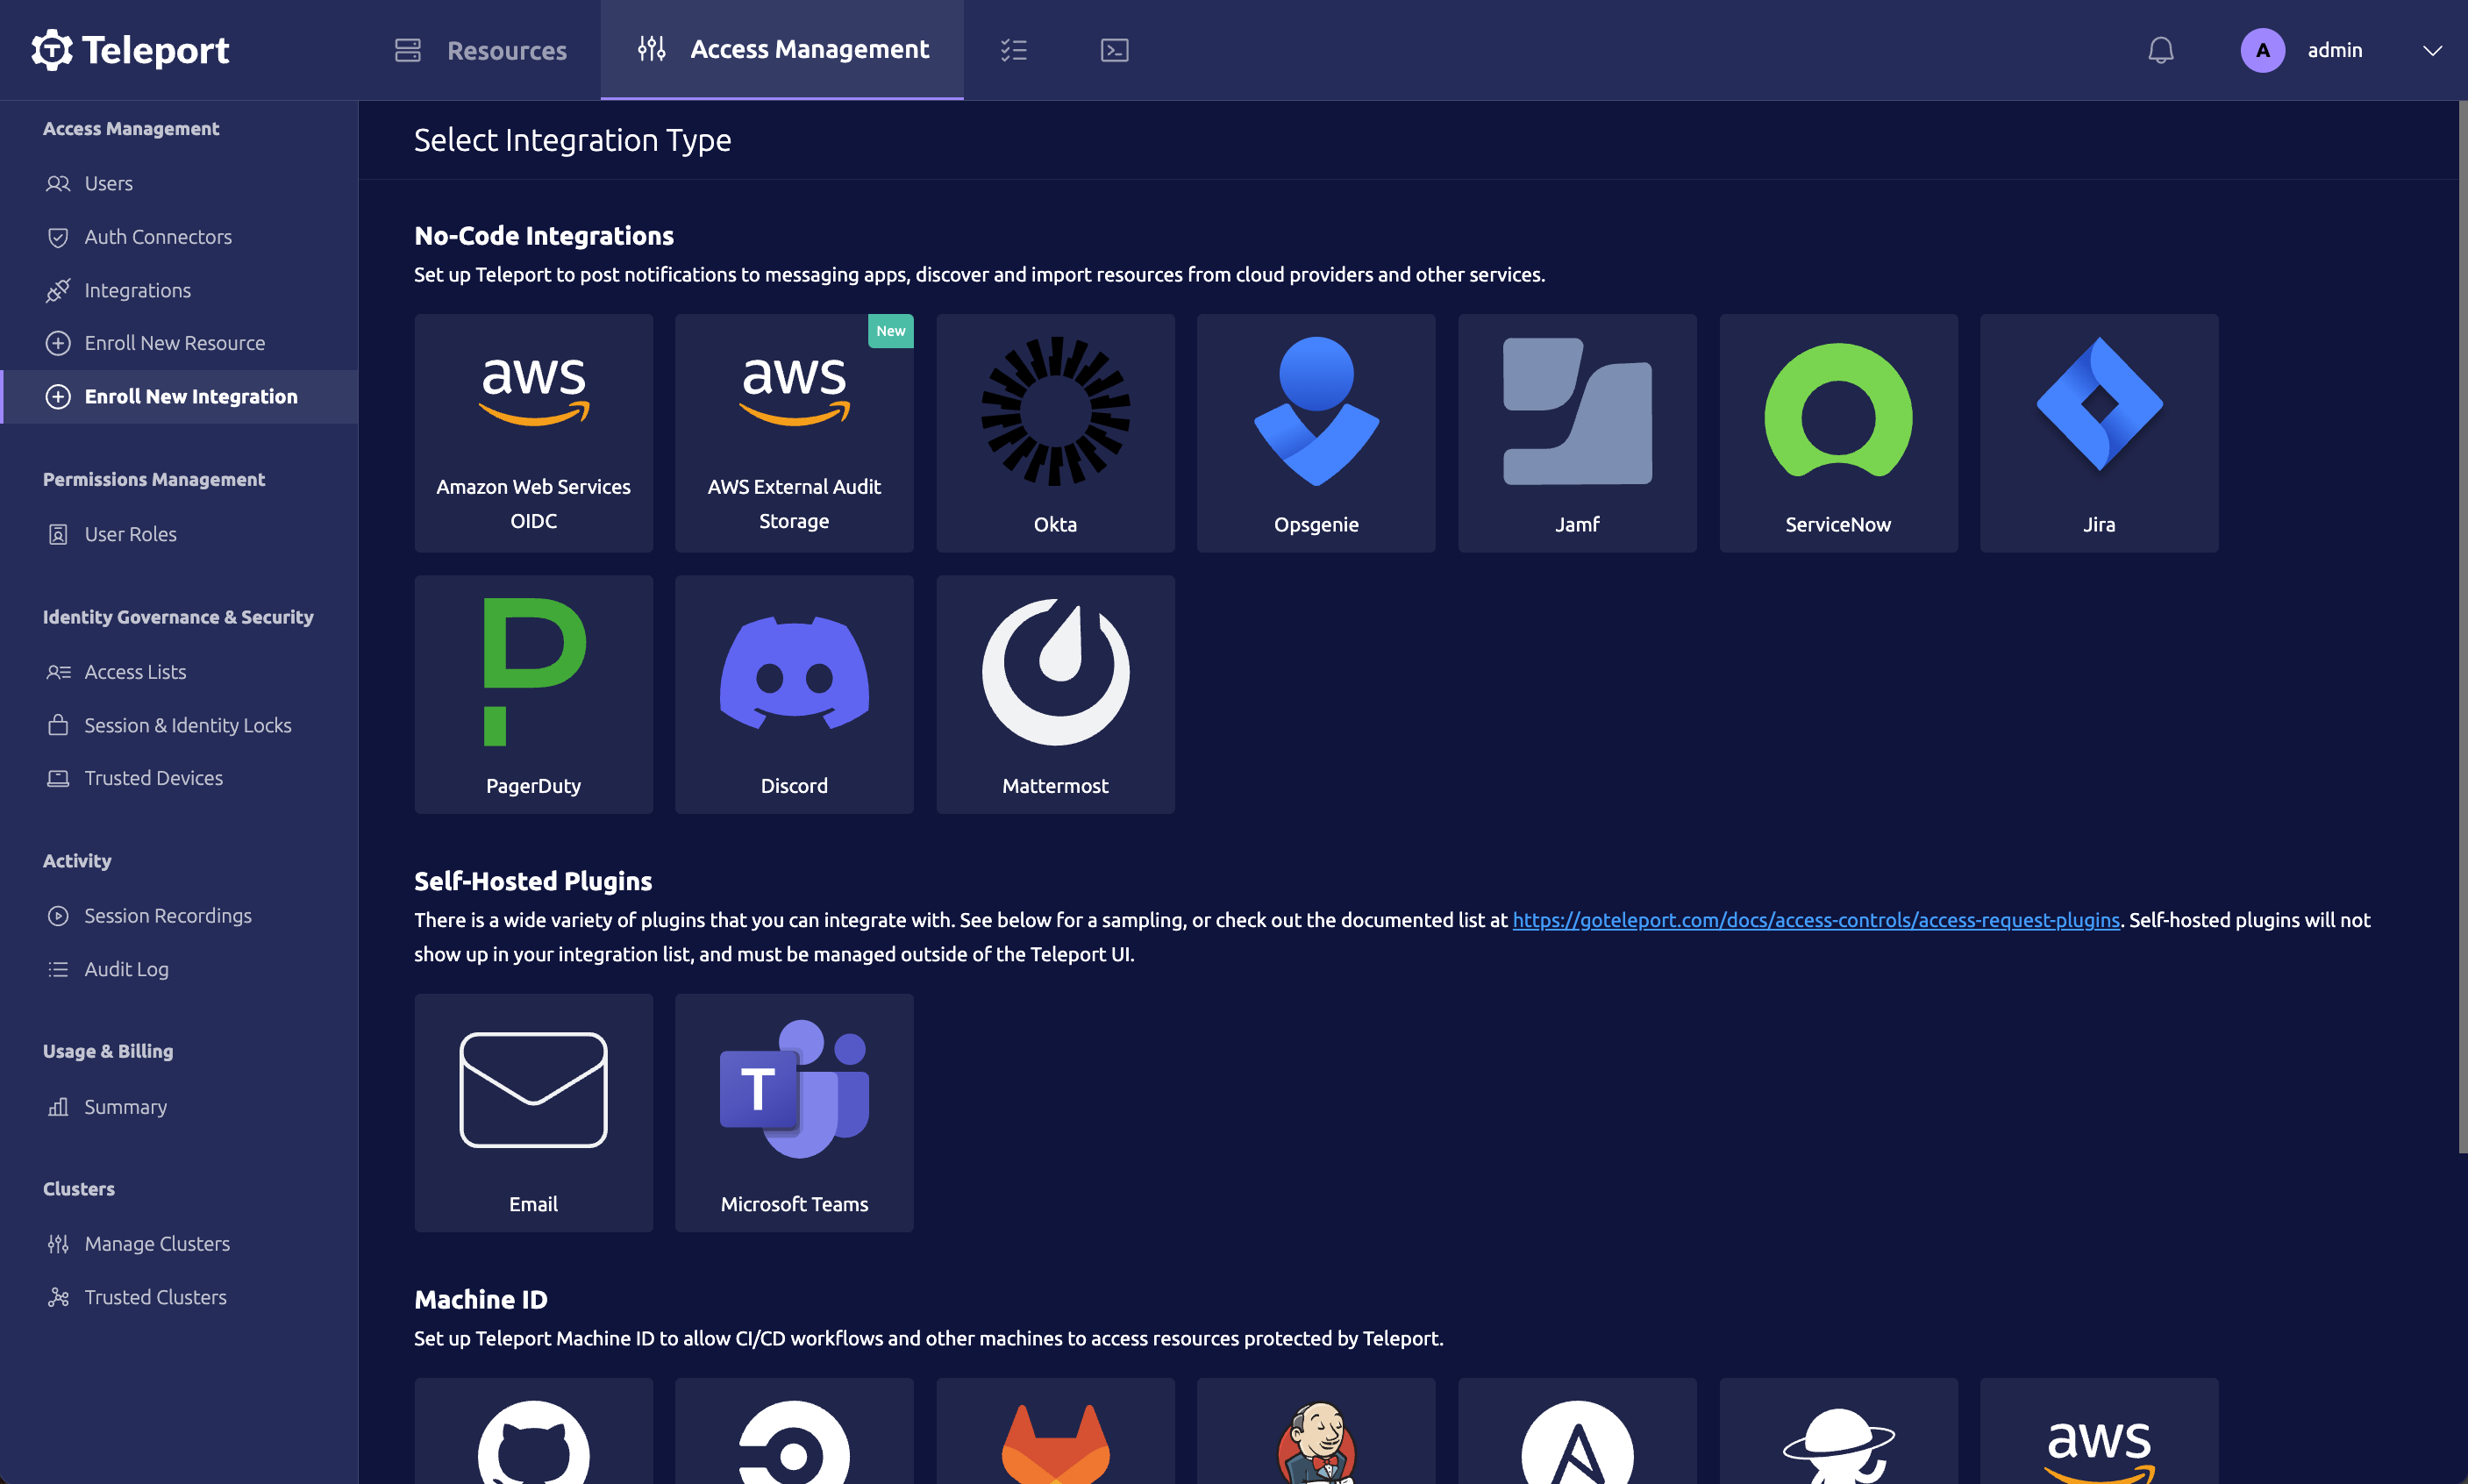 Teleport
Resources
Access Management
A
admin
Access Management
Users
Auth Connectors
Integrations
Enroll New Resource
Enroll New Integration
Permissions Management
User Roles
Identity Governance & Security
Access Lists
Session & Identity Locks
Trusted Devices
Activity
Session Recordings
Audit Log
Usage & Billing
Summary
Clusters
Manage Clusters
Trusted Clusters
Select Integration Type
No-Code Integrations
Set up Teleport to post notifications to messaging apps, discover and import resources from cloud providers and other services.
aws
Amazon Web Services
OIDC
New
aws
AWS External Audit
Storage
Okta
Opsgenie
Jamf
ServiceNow
Jira
PagerDuty
Discord
Mattermost
Self-Hosted Plugins
There is a wide variety of plugins that you can integrate with. See below for a sampling, or check out the documented list at https://goteleport.com/docs/access-controls/access-request-plugins. Self-hosted plugins will not
show up in your integration list, and must be managed outside of the Teleport UI.
Email
T
Microsoft Teams
Machine ID
Set up Teleport Machine ID to allow CI/CD workflows and other machines to access resources protected by Teleport.
aws